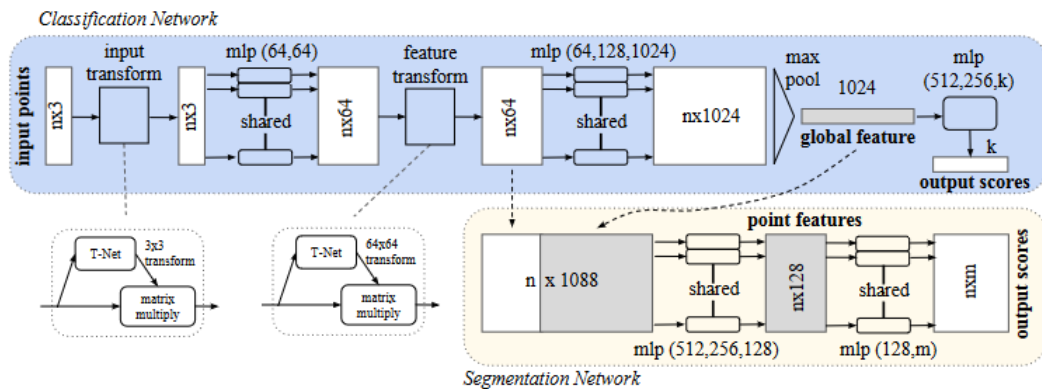 Classification Network
input points
nx3
input
transform
nx3
mlp (64,64)
shared
nx64
feature
transform
nx64
mlp (64,128,1024)
shared
nx1024
max
pool
1024
global feature
mlp
(512,256,k)
k
output scores
T-Net
3x3
transform
matrix
multiply
T-Net
64x64
transform
matrix
multiply
point features
n x 1088
shared
mlp (512,256,128)
nx128
shared
mlp (128,m)
nxm
output scores
Segmentation Network